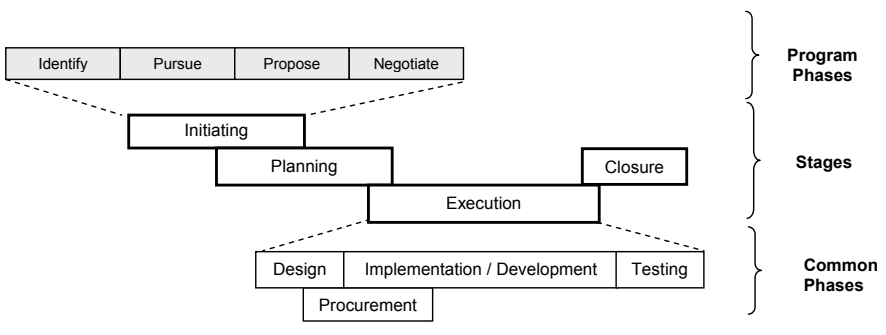 Identify
Pursue
Propose
Negotiate
Program
Phases
Initiating
Planning
Closure
Stages
Execution
Design
Implementation / Development
Testing
Procurement
Common
Phases